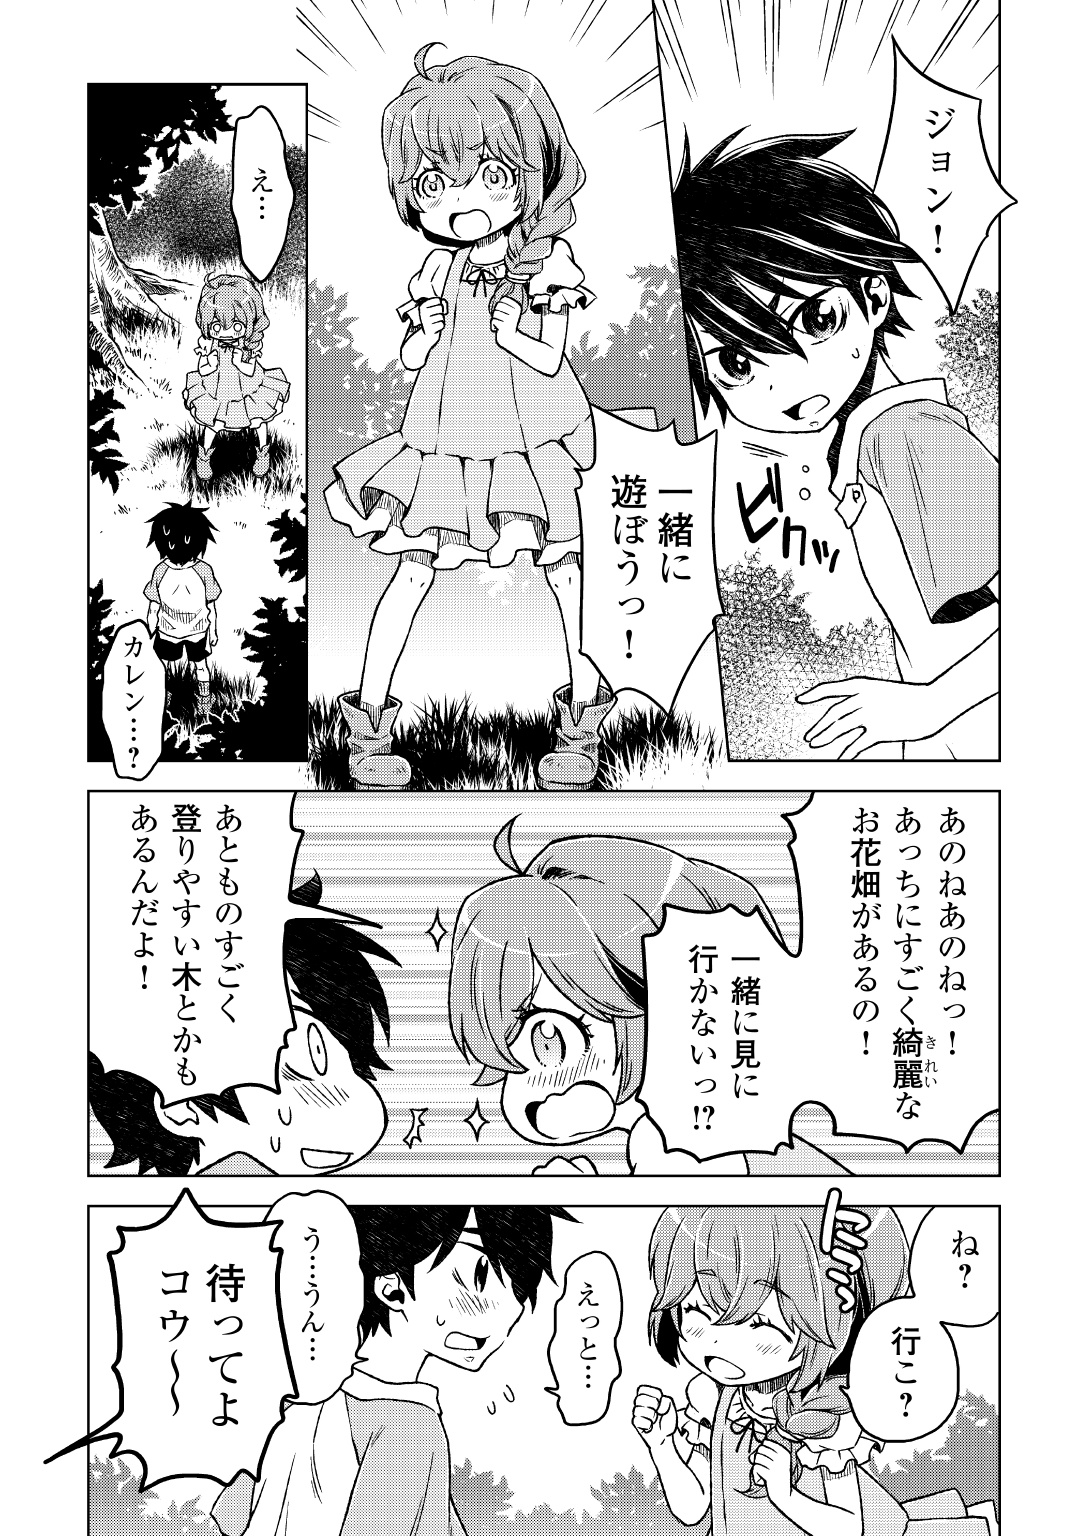 ジョン！
ビクッ
一緒に
遊ぼうっ！
え…
カレン…？
あのねあのねっ！
あっちにすごく綺麗な
きれい
お花畑があるの！
一緒に見に
行かないっ!?
あとものすごく
登りやすい木とかも
あるんだよ！
ね？
行こ？
えっと…
う…うん…
待ってよ
コウ～